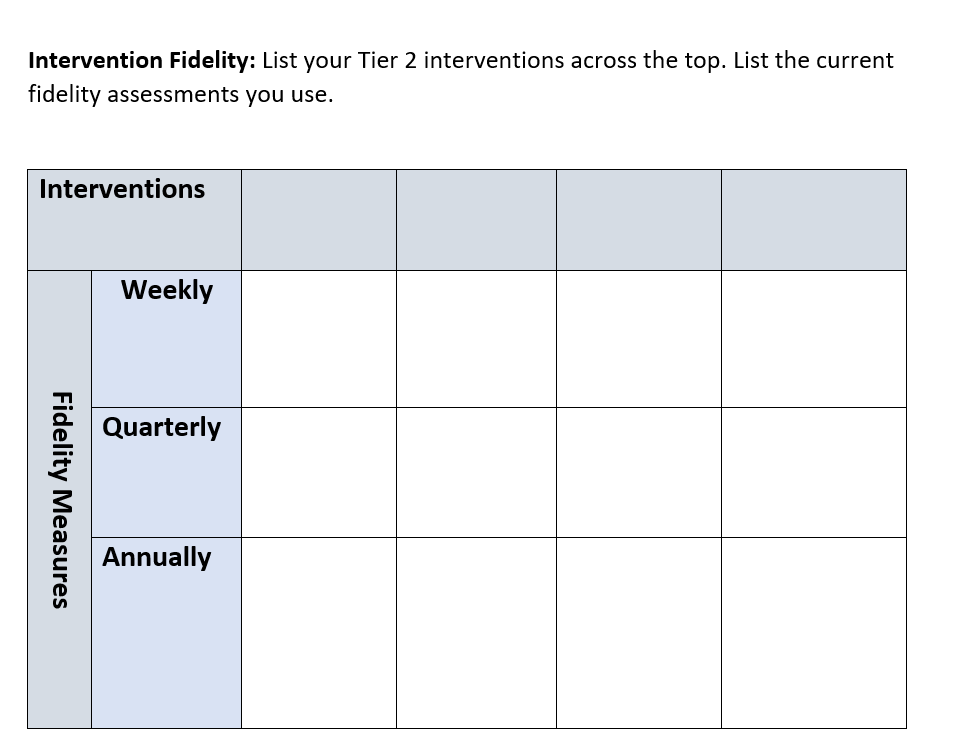 Intervention Fidelity: List your Tier 2 interventions across the top. List the current
fidelity assessments you use.
Interventions
Fidelity Measures
Weekly
Quarterly
Annually